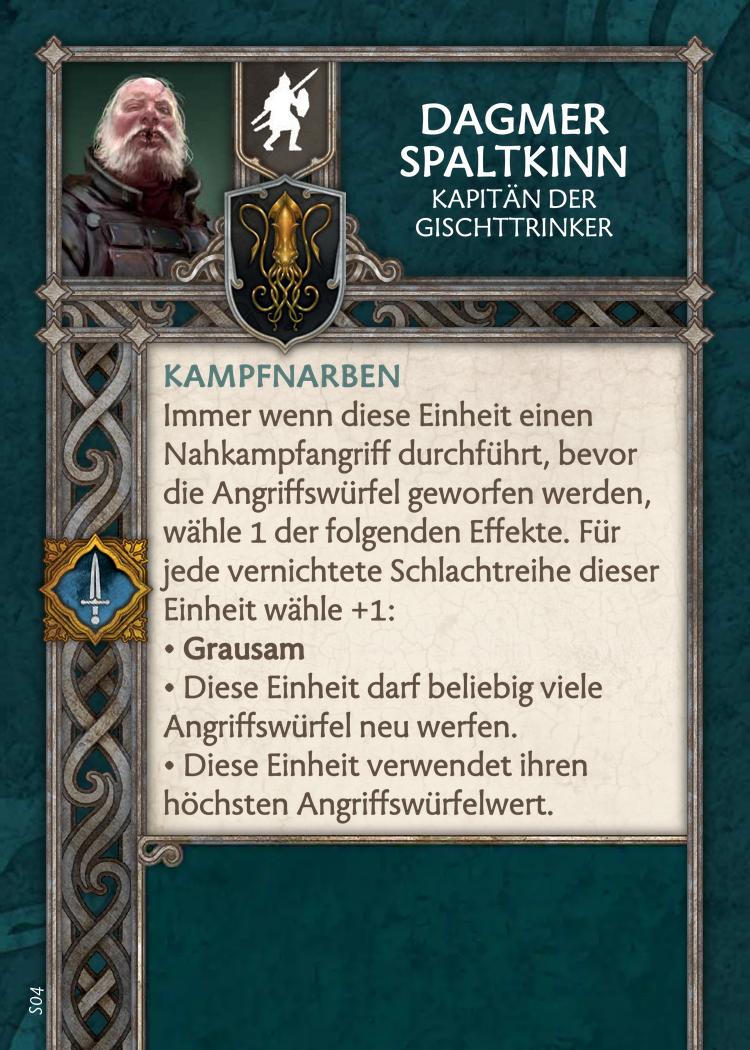 DAGMER
SPALTKINN
KAPITÄN DER
GISCHTTRINKER
KAMPFNARBEN
Immer wenn diese Einheit einen
Nahkampfangriff durchführt, bevor
die Angriffswürfel geworfen werden,
wähle 1 der folgenden Effekte. Für
jede vernichtete Schlachtreihe dieser
Einheit wähle +1:
• Grausam
• Diese Einheit darf beliebig viele
Angriffswürfel neu werfen.
• Diese Einheit verwendet ihren
höchsten Angriffswürfelwert.
S04